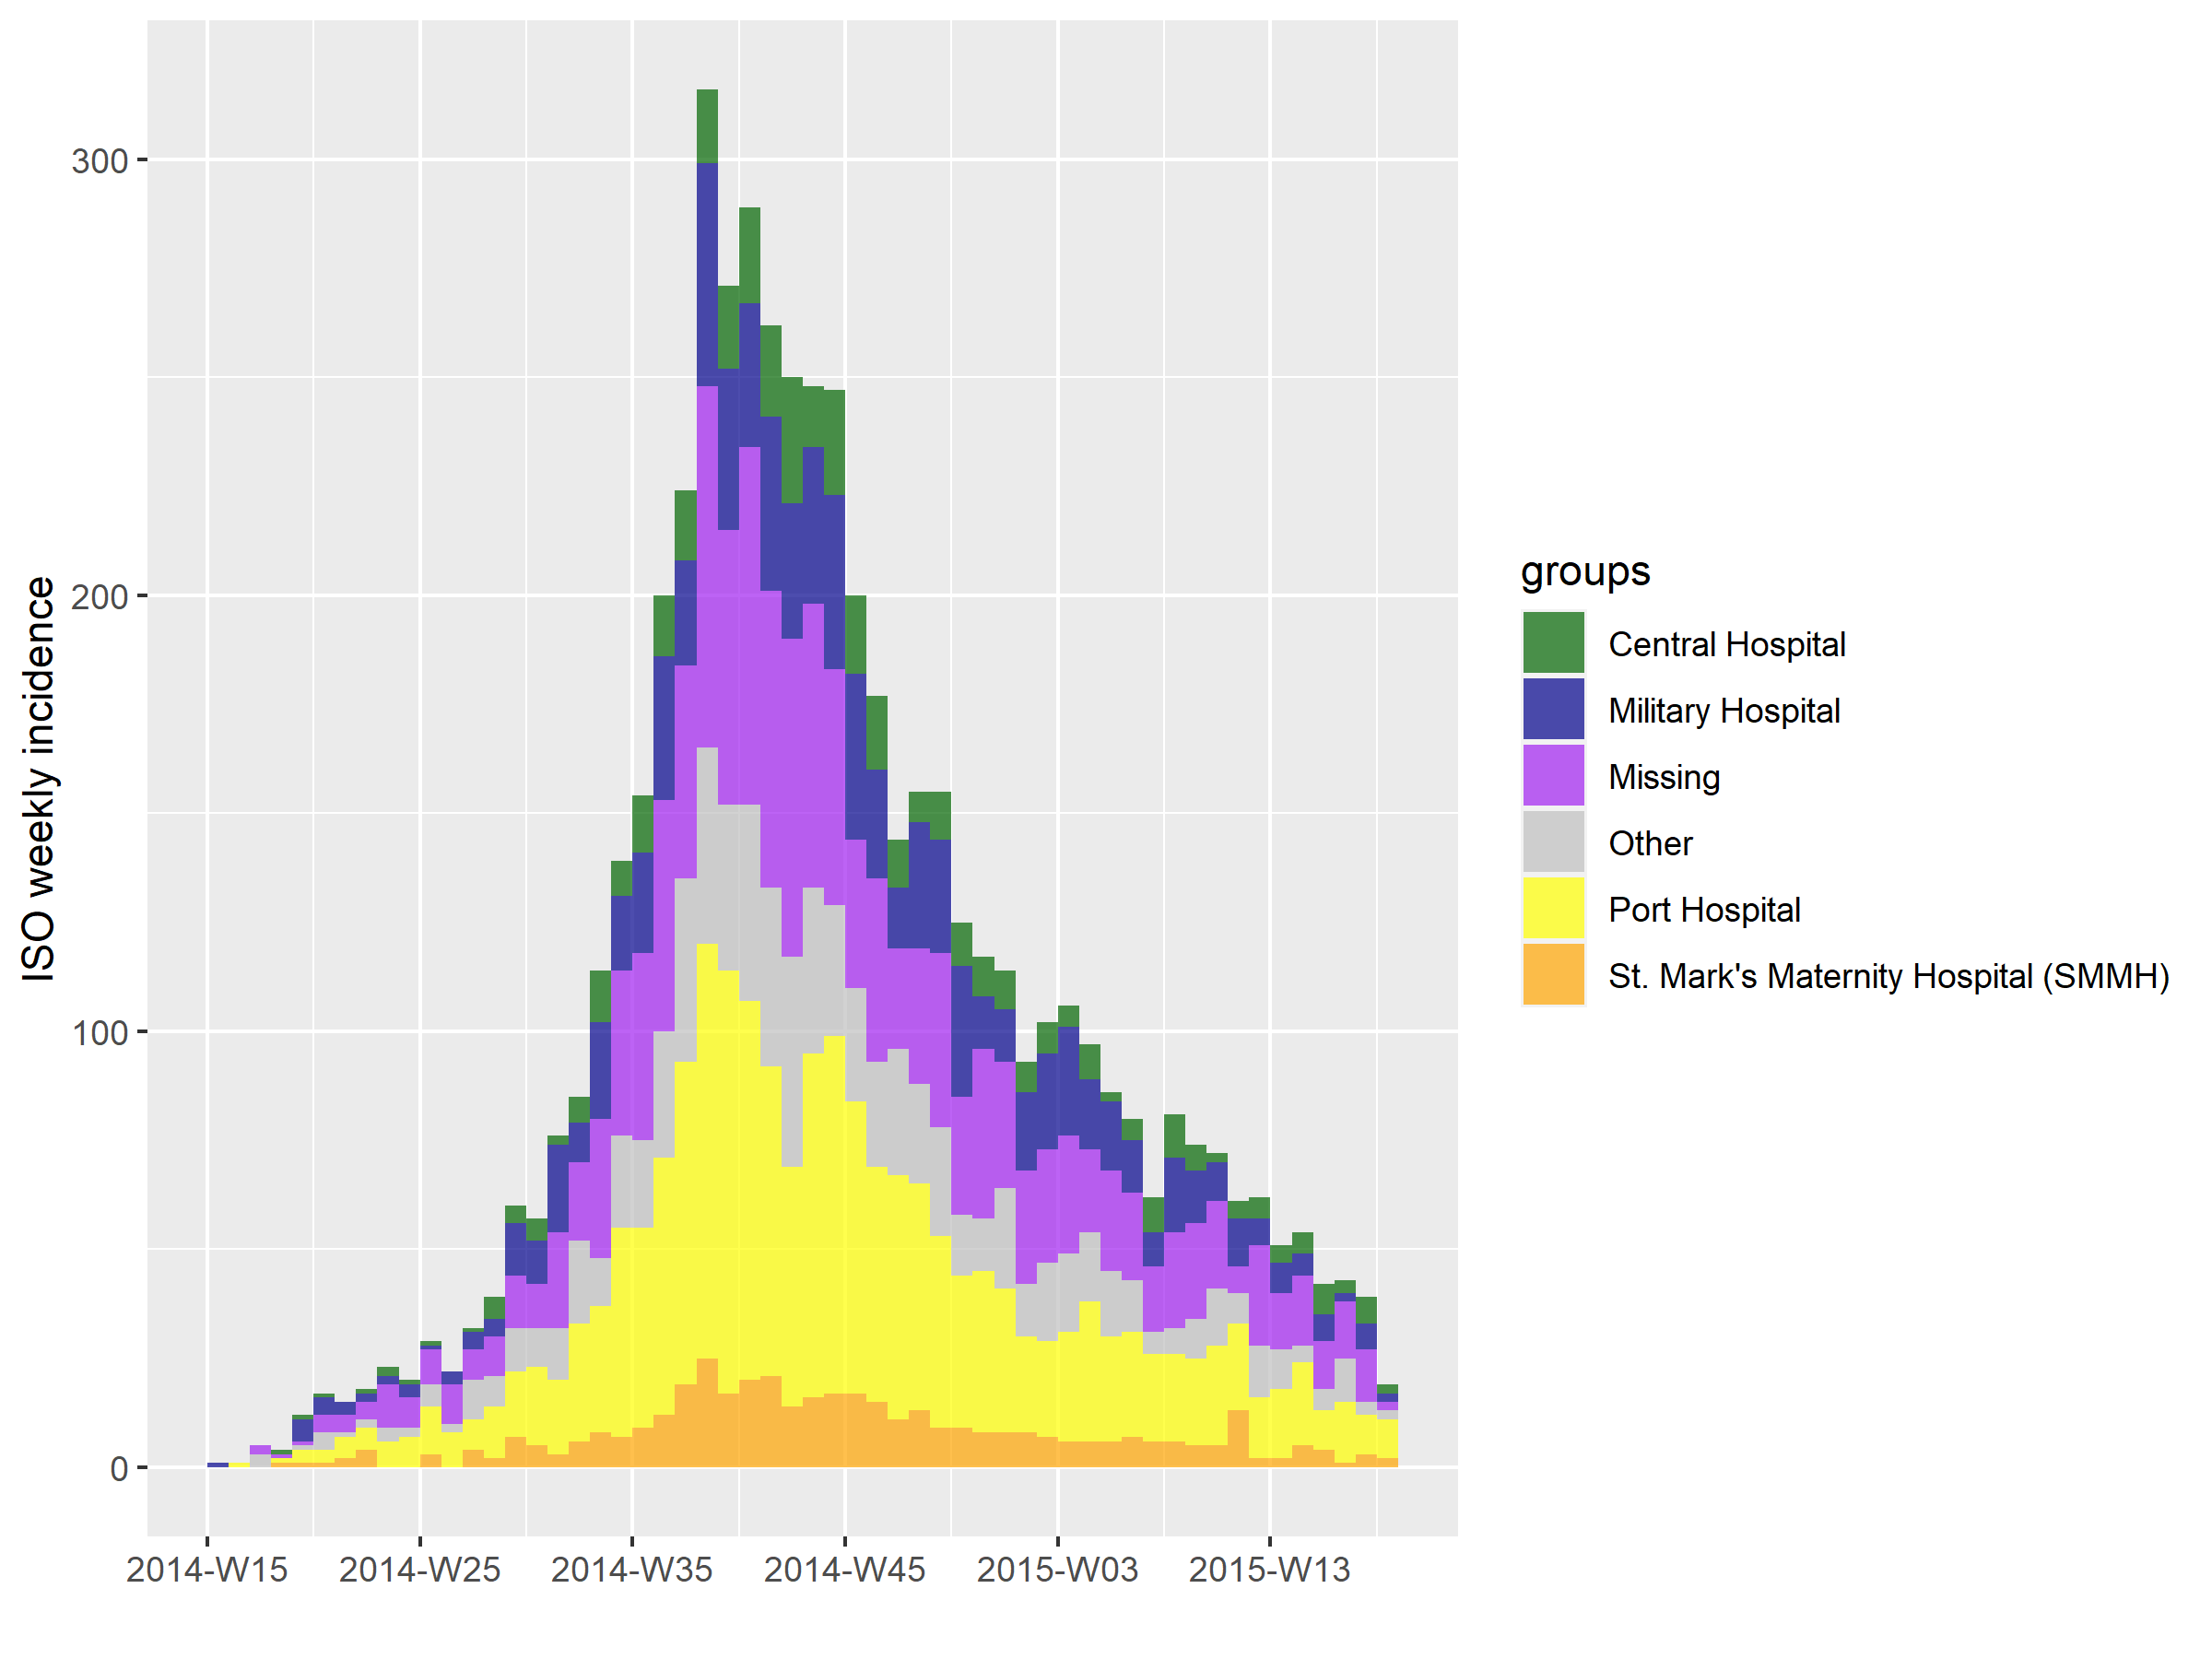 ISO weekly incidence
300
200
100
0
2014-W15
2014-W25
2014-W35
2014-W45
2015-W03
2015-W13
groups
Central Hospital
Military Hospital
Missing
Other
Port Hospital
St. Mark's Maternity Hospital (SMMH)